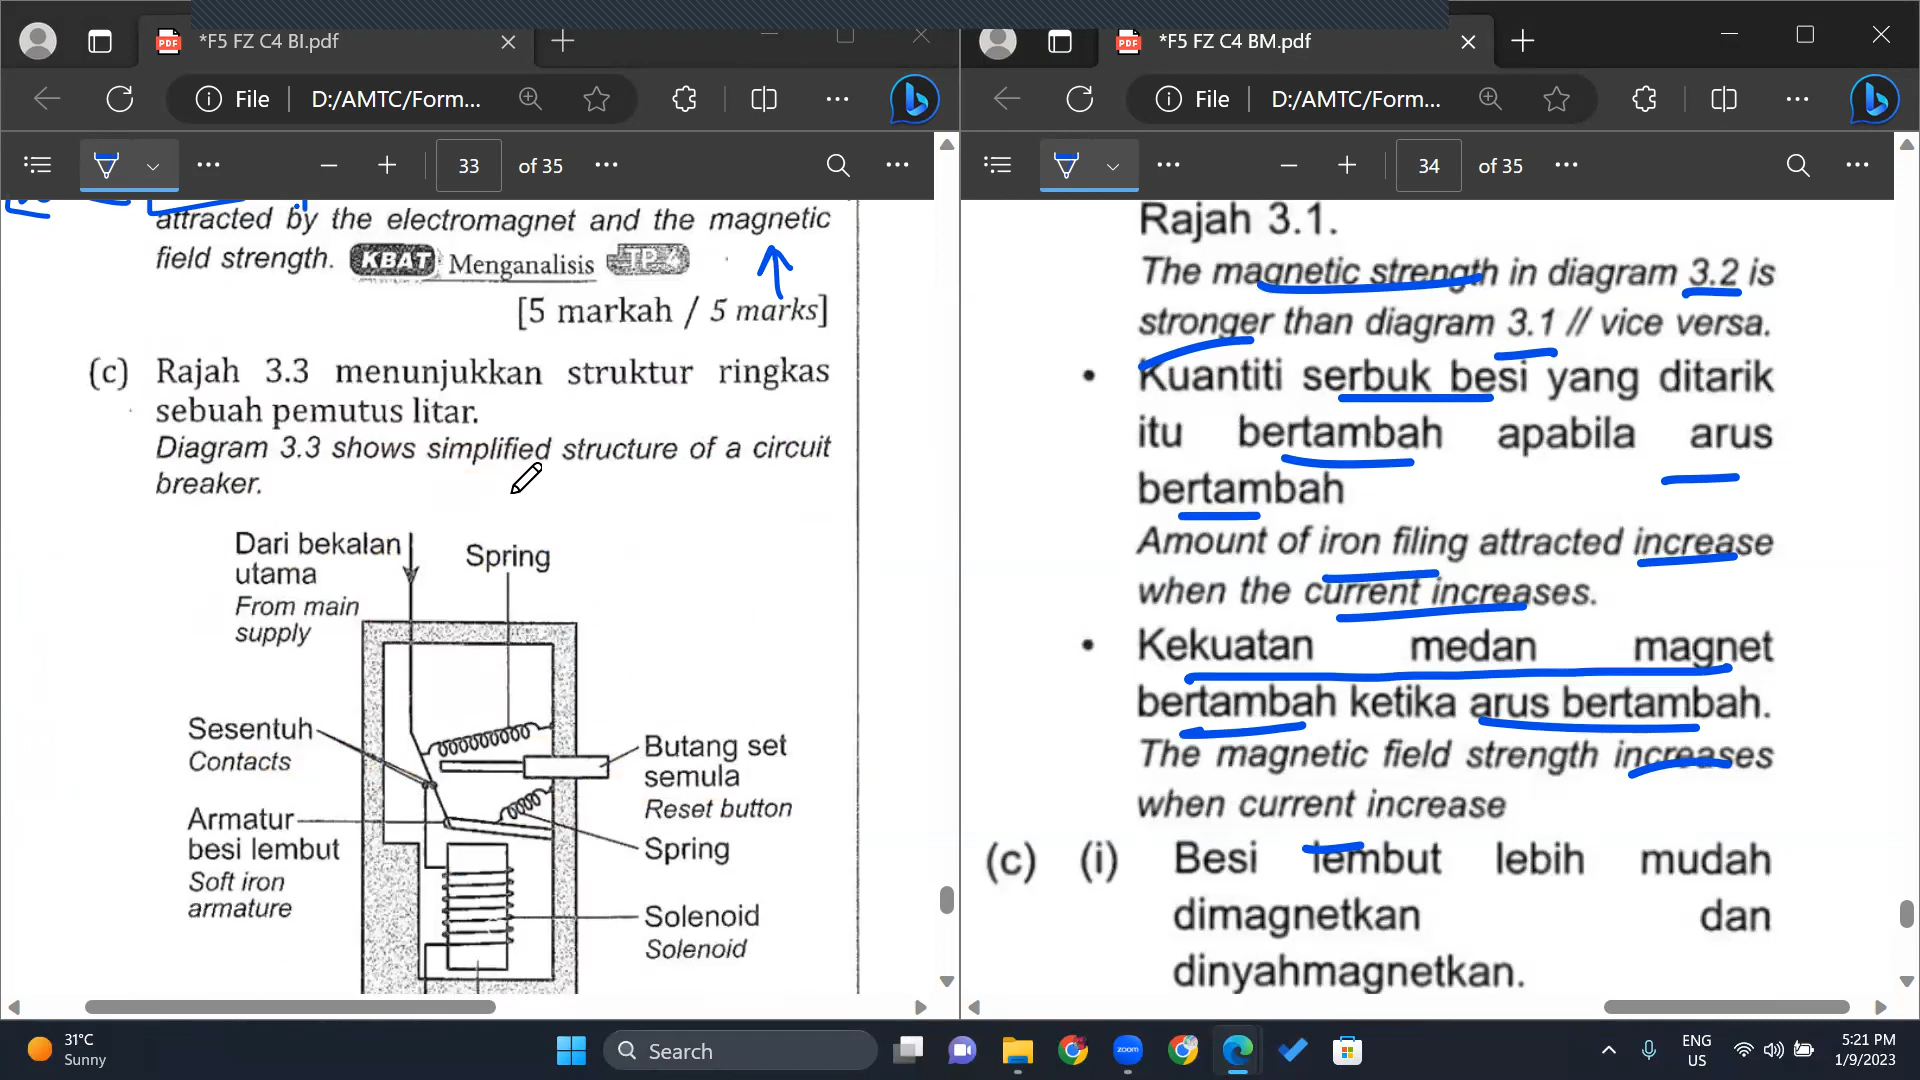 *F5 FZ C4 BI.pdf
File
D:/AMTC/Form...
33 of 35
attracted by the electromagnet and the magnetic
field strength. KBAT Menganalisis TP 4
[5 markah / 5 marks]
(c) Rajah 3.3 menunjukkan struktur ringkas
sebuah pemutus litar.
Diagram 3.3 shows simplified structure of a circuit
breaker.
Dari bekalan
utama
From main
supply
Spring
Sesentuh
Contacts
Butang set
semula
Reset button
Armatur
besi lembut
Soft iron
armature
Spring
Solenoid
Solenoid
*F5 FZ C4 BM.pdf
File
D:/AMTC/Form...
34 of 35
Rajah 3.1.
The magnetic strength in diagram 3.2 is
stronger than diagram 3.1 // vice versa.
• Kuantiti serbuk besi yang ditarik
itu bertambah apabila arus
bertambah
Amount of iron filing attracted increase
when the current increases.
• Kekuatan medan magnet
bertambah ketika arus bertambah.
The magnetic field strength increases
when current increase
(c) (i) Besi lembut lebih mudah
dimagnetkan dan
dinyahmagnetkan.
31°C
Sunny
Search
zoom
ENG
US
5:21 PM
1/9/2023